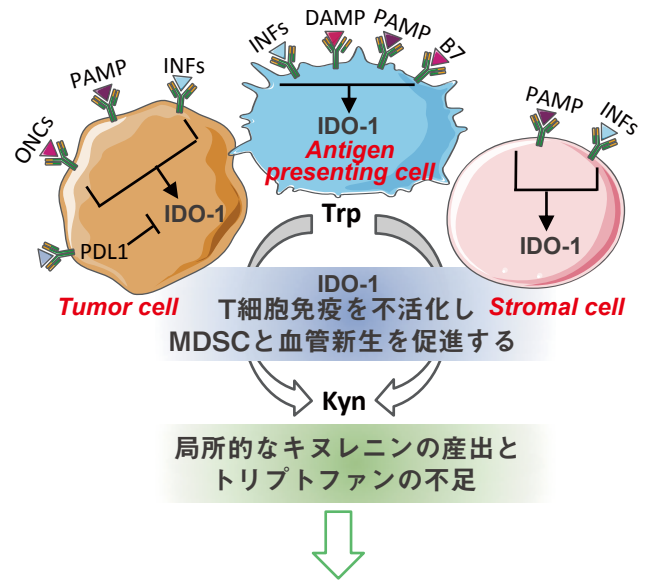 INFs
DAMP
PAMP
B7
PAMP
INFs
ONCs
PAMP
INFs
IDO-1
Antigen
presenting cell
IDO-1
PDL1
IDO-1
Trp
Tumor cell
Stromal cell
IDO-1
T細胞免疫を不活化し
MDSCと血管新生を促進する
Kyn
局所的なキヌレニンの産出と
トリプトファンの不足